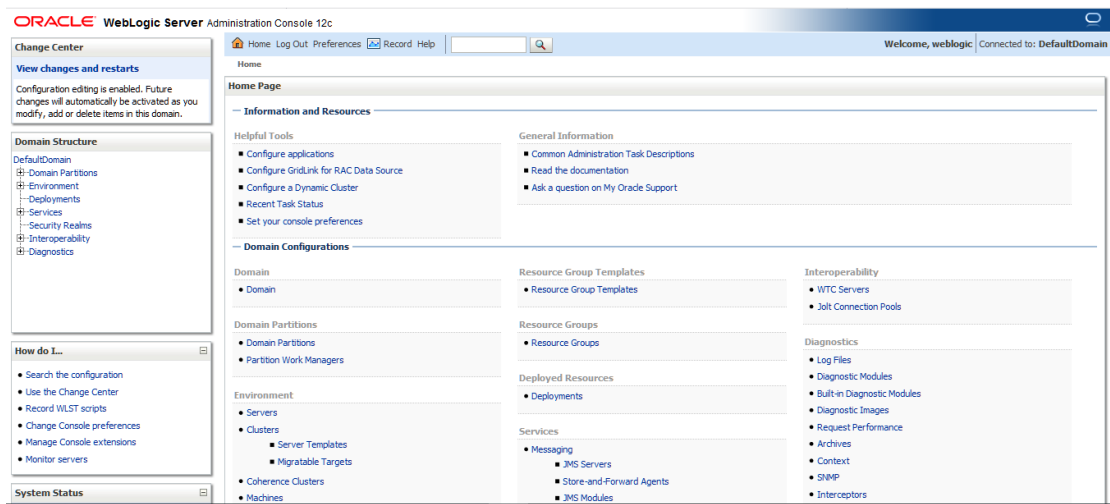 ORACLE WebLogic Server Administration Console 12c
Change Center
View changes and restarts
Configuration editing is enabled. Future
changes will automatically be activated as you
modify, add or delete items in this domain.
Domain Structure
DefaultDomain
Domain Partitions
Environment
Deployments
Services
Security Realms
Interoperability
Diagnostics
How do I...
Search the configuration
Use the Change Center
Record WLST scripts
Change Console preferences
Manage Console extensions
Monitor servers
System Status
Home Log Out Preferences Record Help
Welcome, weblogic Connected to: DefaultDomain
Home
Home Page
Information and Resources
Helpful Tools
Configure applications
Configure GridLink for RAC Data Source
Configure a Dynamic Cluster
Recent Task Status
Set your console preferences
General Information
Common Administration Task Descriptions
Read the documentation
Ask a question on My Oracle Support
Domain Configurations
Domain
Domain
Domain Partitions
Domain Partitions
Partition Work Managers
Environment
Servers
Clusters
Server Templates
Migratable Targets
Coherence Clusters
Machines
Resource Group Templates
Resource Group Templates
Resource Groups
Resource Groups
Deployed Resources
Deployments
Services
Messaging
JMS Servers
Store-and-Forward Agents
JMS Modules
Interoperability
WTC Servers
Jolt Connection Pools
Diagnostics
Log Files
Diagnostic Modules
Built-in Diagnostic Modules
Diagnostic Images
Request Performance
Archives
Context
SNMP
Interceptors